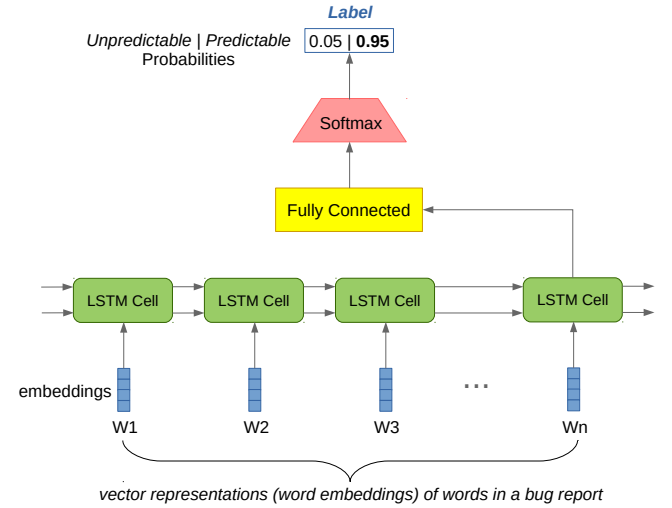 Label
Unpredictable | Predictable
Probabilities
0.05 | 0.95
Softmax
Fully Connected
LSTM Cell
LSTM Cell
LSTM Cell
LSTM Cell
embeddings
...
W1
W2
W3
Wn
vector representations (word embeddings) of words in a bug report